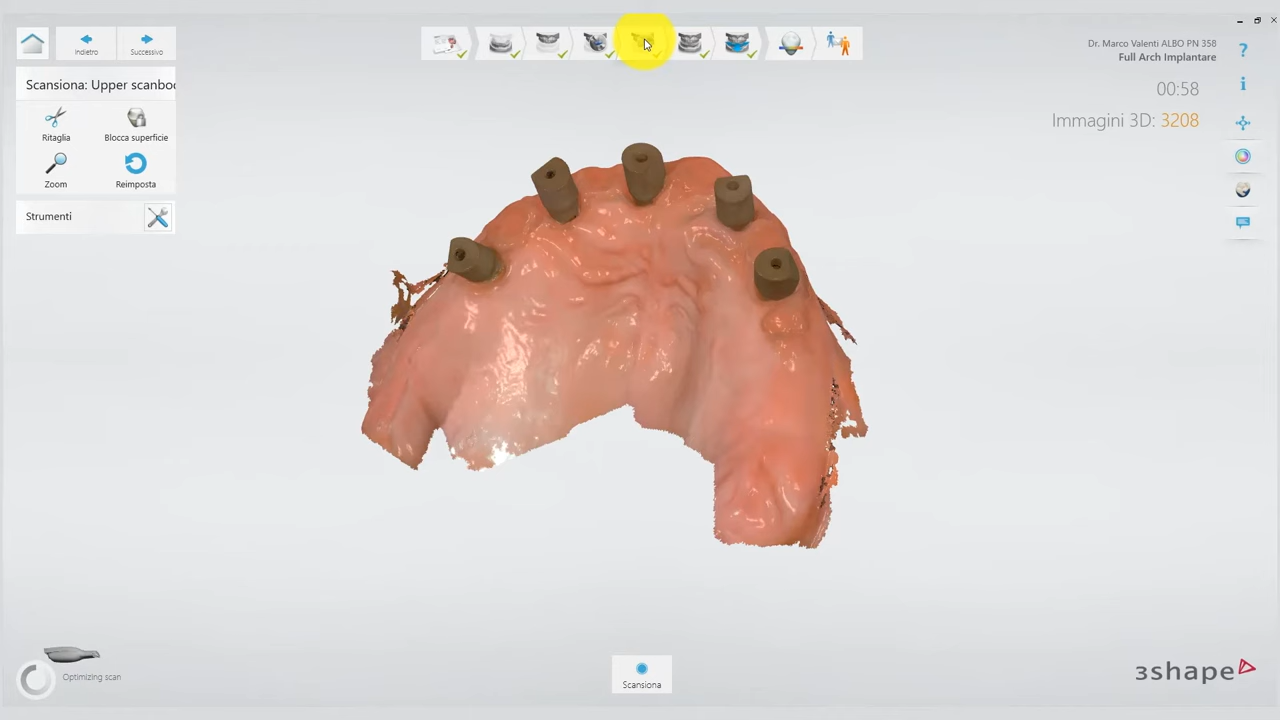 Indietro
Successivo
Dr. Marco Valenti ALBO PN 358
Full Arch Implantare
?
i
Scansiona: Upper scanboo
00:58
Immagini 3D: 3208
Ritaglia
Blocca superficie
Zoom
Reimposta
Strumenti
Optimizing scan
Scansiona
3shape